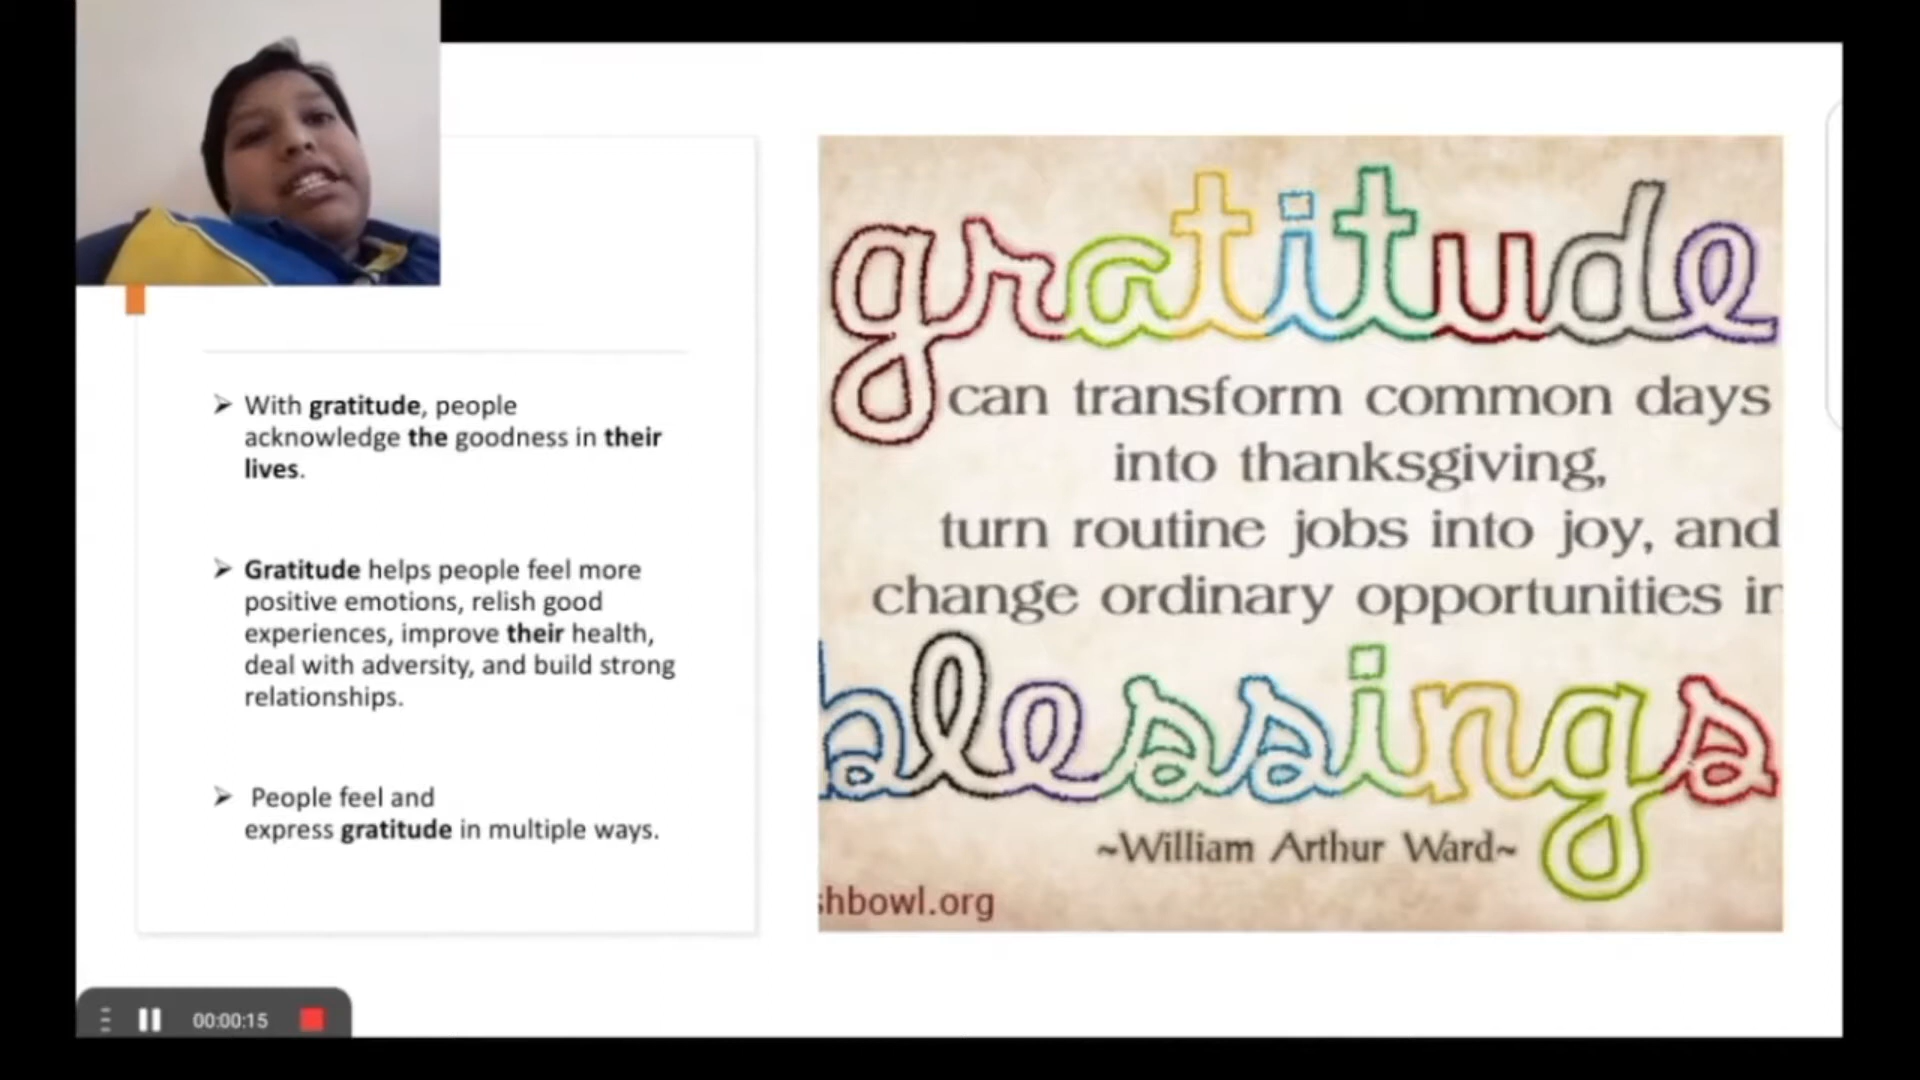 With gratitude, people
acknowledge the goodness in their
lives.
Gratitude helps people feel more
positive emotions, relish good
experiences, improve their health,
deal with adversity, and build strong
relationships.
People feel and
express gratitude in multiple ways.
gratitude
can transform common days
into thanksgiving,
turn routine jobs into joy, and
change ordinary opportunities in
blessings
~William Arthur Ward~
shbowl.org
00:00:15